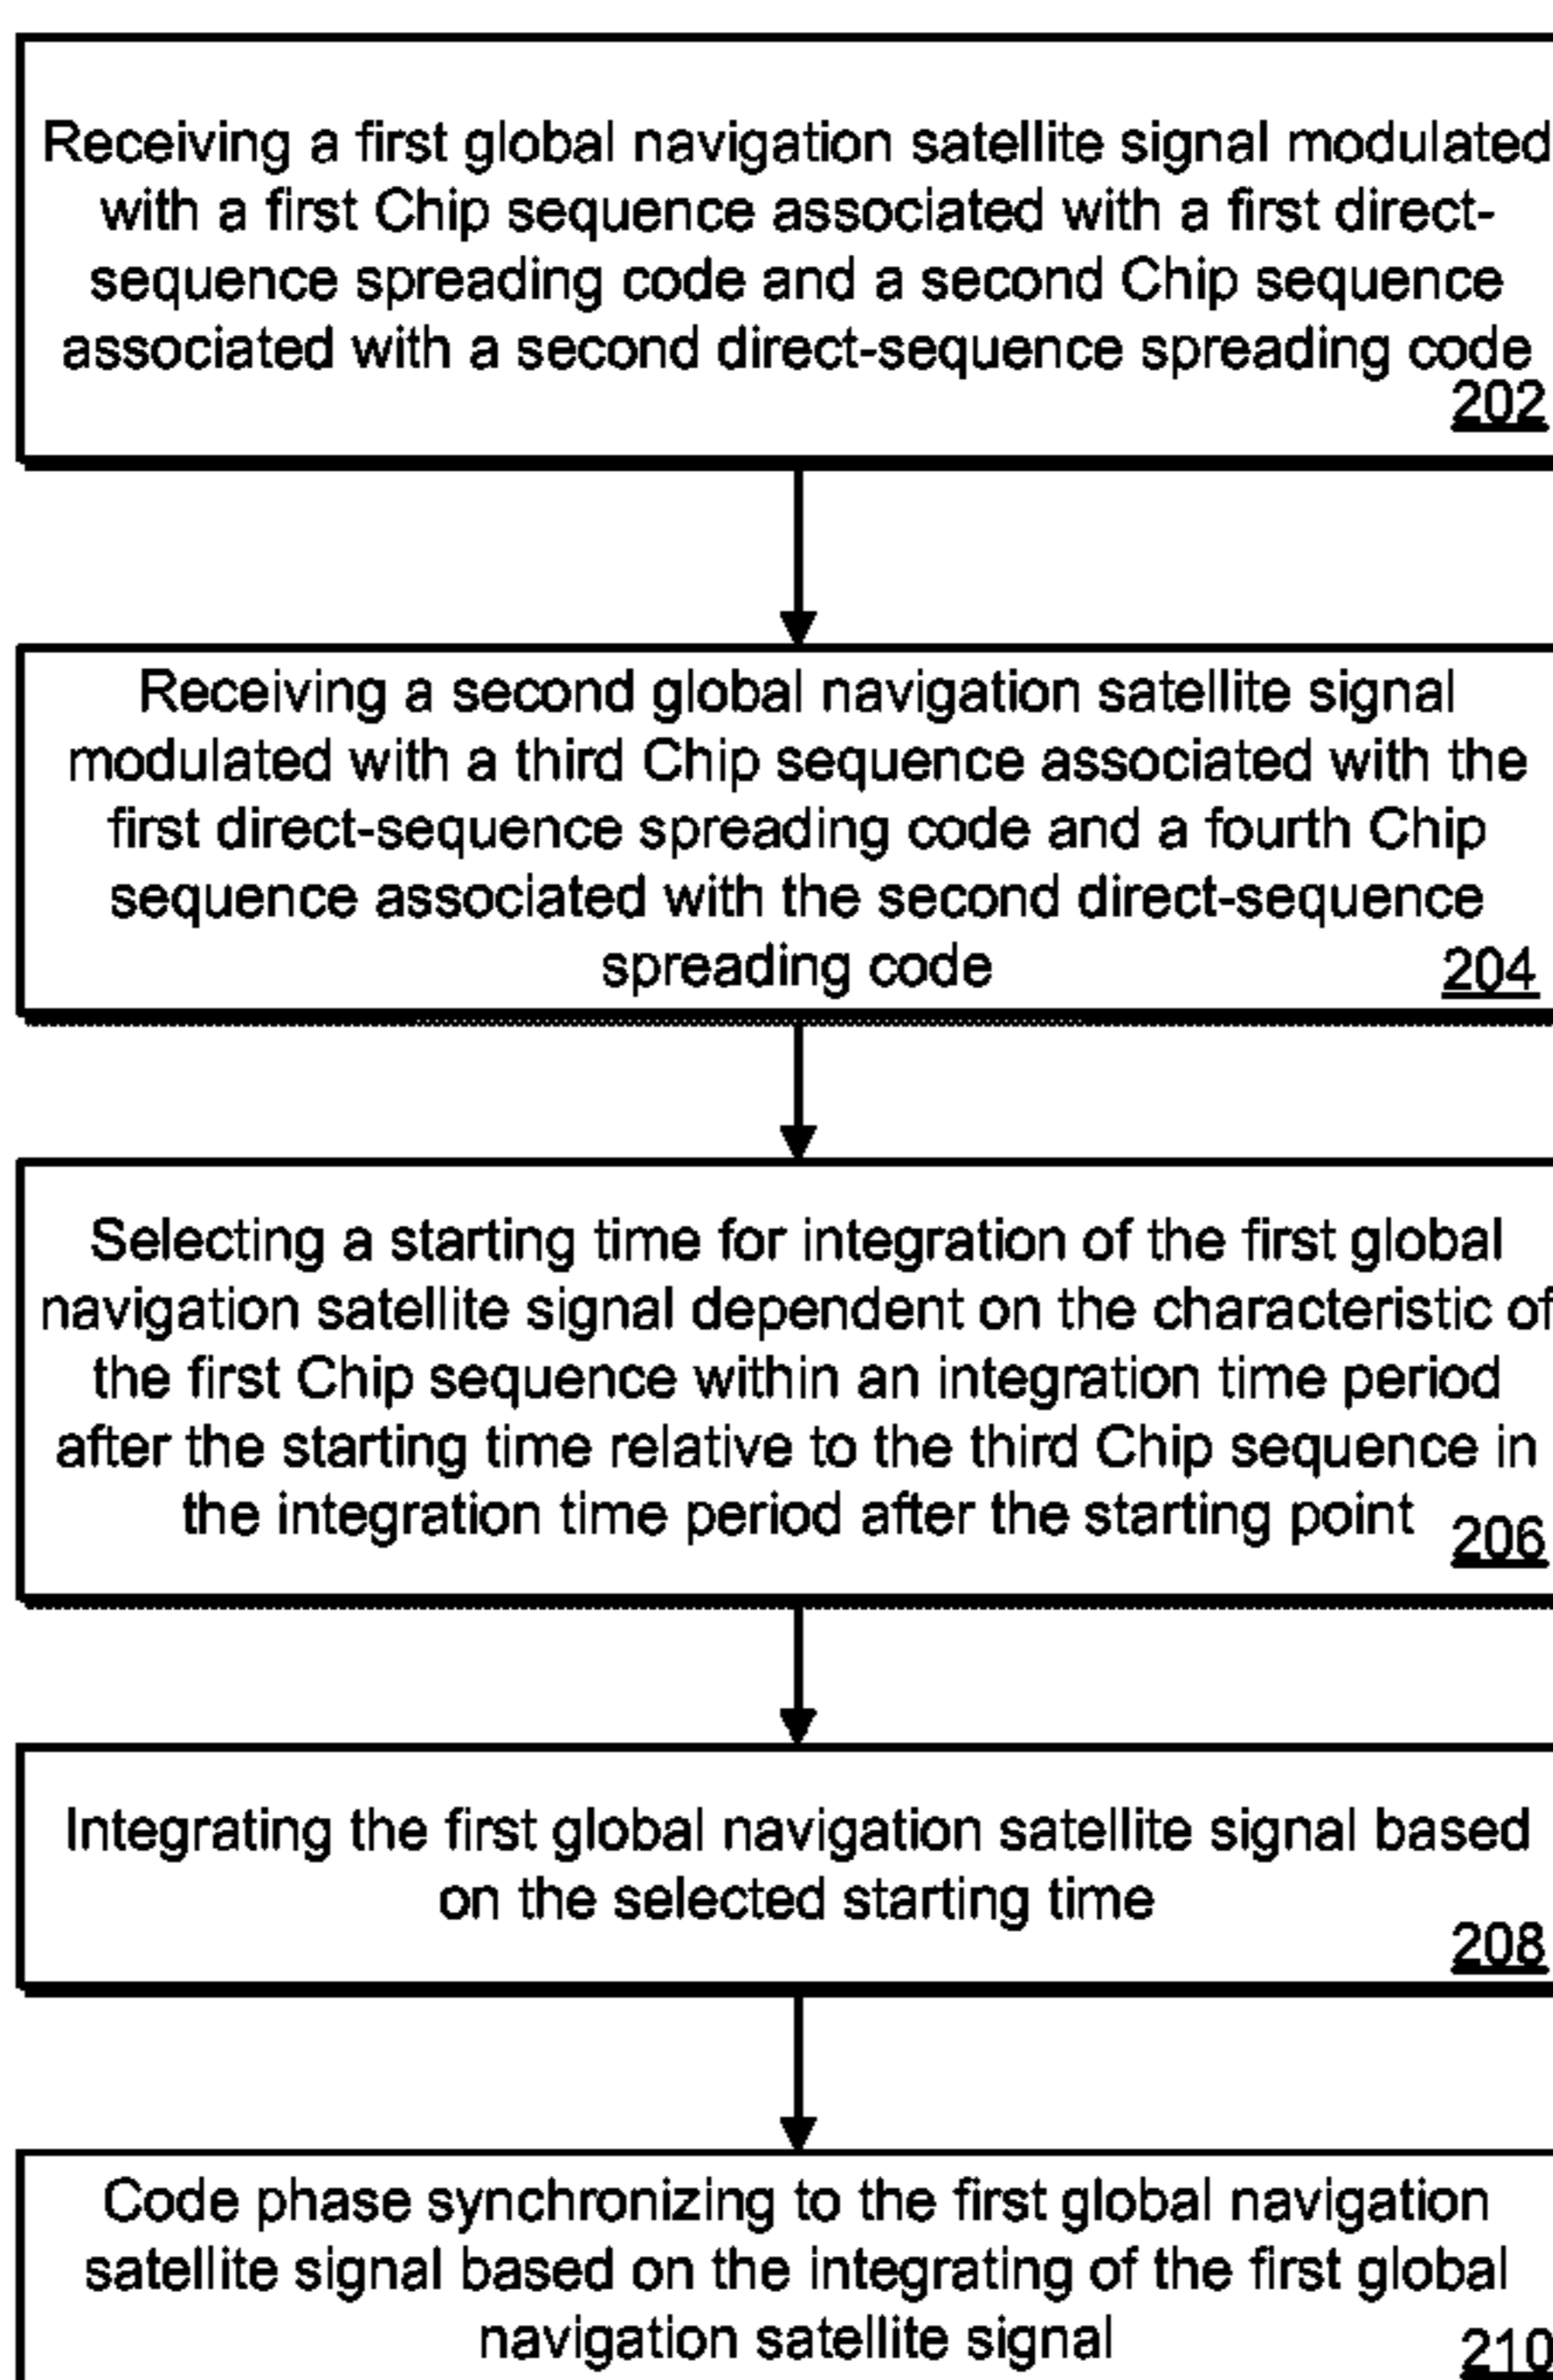 Receiving a first global navigation satellite signal modulated
with a first Chip sequence associated with a first direct-
sequence spreading code and a second Chip sequence
associated with a second direct-sequence spreading code
202
Receiving a second global navigation satellite signal
modulated with a third Chip sequence associated with the
first direct-sequence spreading code and a fourth Chip
sequence associated with the second direct-sequence
spreading code 204
Selecting a starting time for integration of the first global
navigation satellite signal dependent on the characteristic of
the first Chip sequence within an integration time period
after the starting time relative to the third Chip sequence in
the integration time period after the starting point 206
Integrating the first global navigation satellite signal based
on the selected starting time
208
Code phase synchronizing to the first global navigation
satellite signal based on the integrating of the first global
navigation satellite signal 210